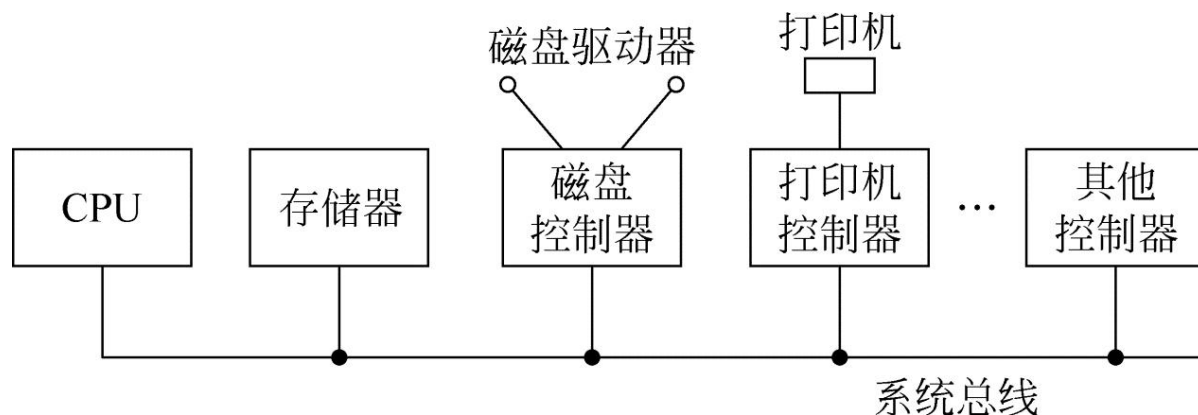 磁盘驱动器
打印机
CPU
存储器
磁盘
控制器
打印机
控制器
…
其他
控制器
系统总线